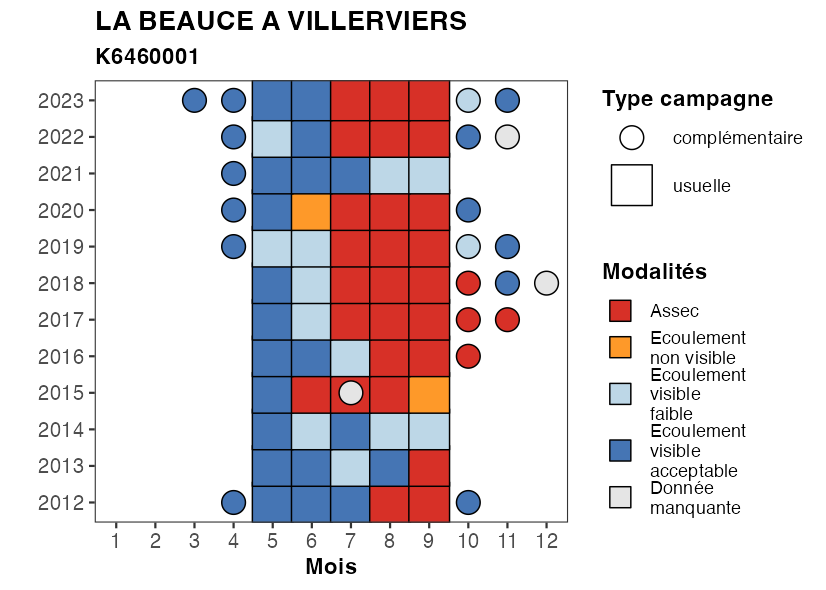 LA BEAUCE A VILLERVIERS
K6460001
2023
2022
2021
2020
2019
2018
2017
2016
2015
2014
2013
2012
1 2 3 4 5 6 7 8 9 10 11 12
Mois
Type campagne
complémentaire
usuelle
Modalités
Assec
Ecoulement
non visible
Ecoulement
visible
faible
Ecoulement
visible
acceptable
Donnée
manquante